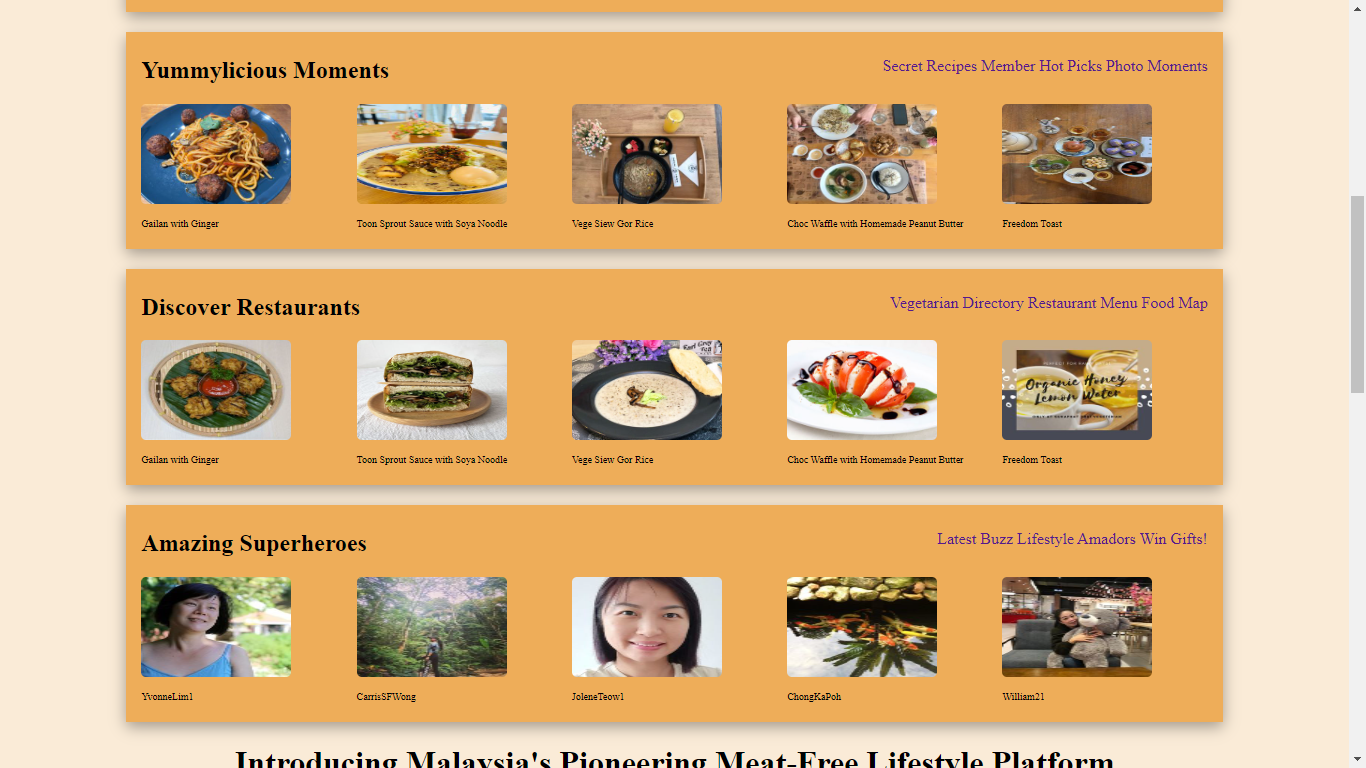 Yummylicious Moments
Secret Recipes Member Hot Picks Photo Moments
Gailan with Ginger
Toon Sprout Sauce with Soya Noodle
Vege Siew Gor Rice
Choc Waffle with Homemade Peanut Butter
Freedom Toast
Discover Restaurants
Vegetarian Directory Restaurant Menu Food Map
Earl Grey
Tea
Organic Honey
Lemon Water
Gailan with Ginger
Toon Sprout Sauce with Soya Noodle
Vege Siew Gor Rice
Choc Waffle with Homemade Peanut Butter
Freedom Toast
Amazing Superheroes
Latest Buzz Lifestyle Amadors Win Gifts!
YvonneLim1
CarrisSFWong
JoleneTeow1
ChongKaPoh
William21
Introducing Malaysia's Pioneering Meat-Free Lifestyle Platform